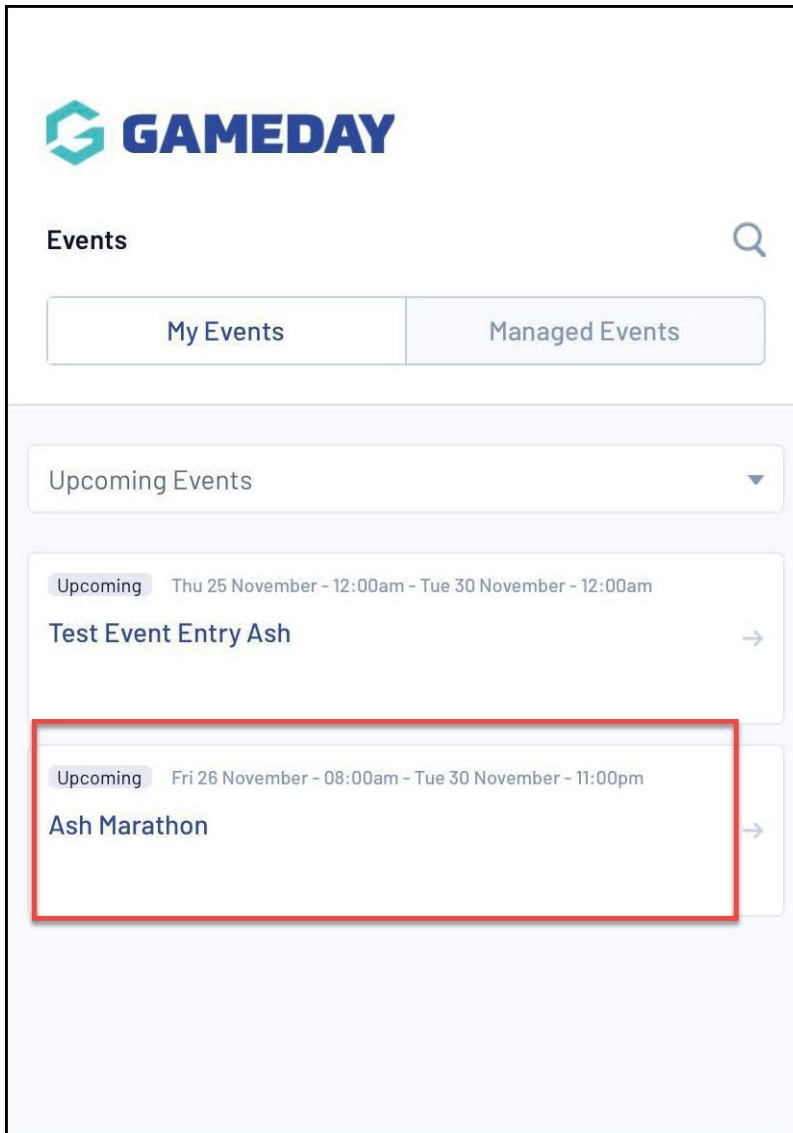 GAMEDAY
Events
My Events Managed Events
Upcoming Events
Upcoming Thu 25 November - 12:00am - Tue 30 November - 12:00am
Test Event Entry Ash
Upcoming Fri 26 November - 08:00am - Tue 30 November - 11:00pm
Ash Marathon